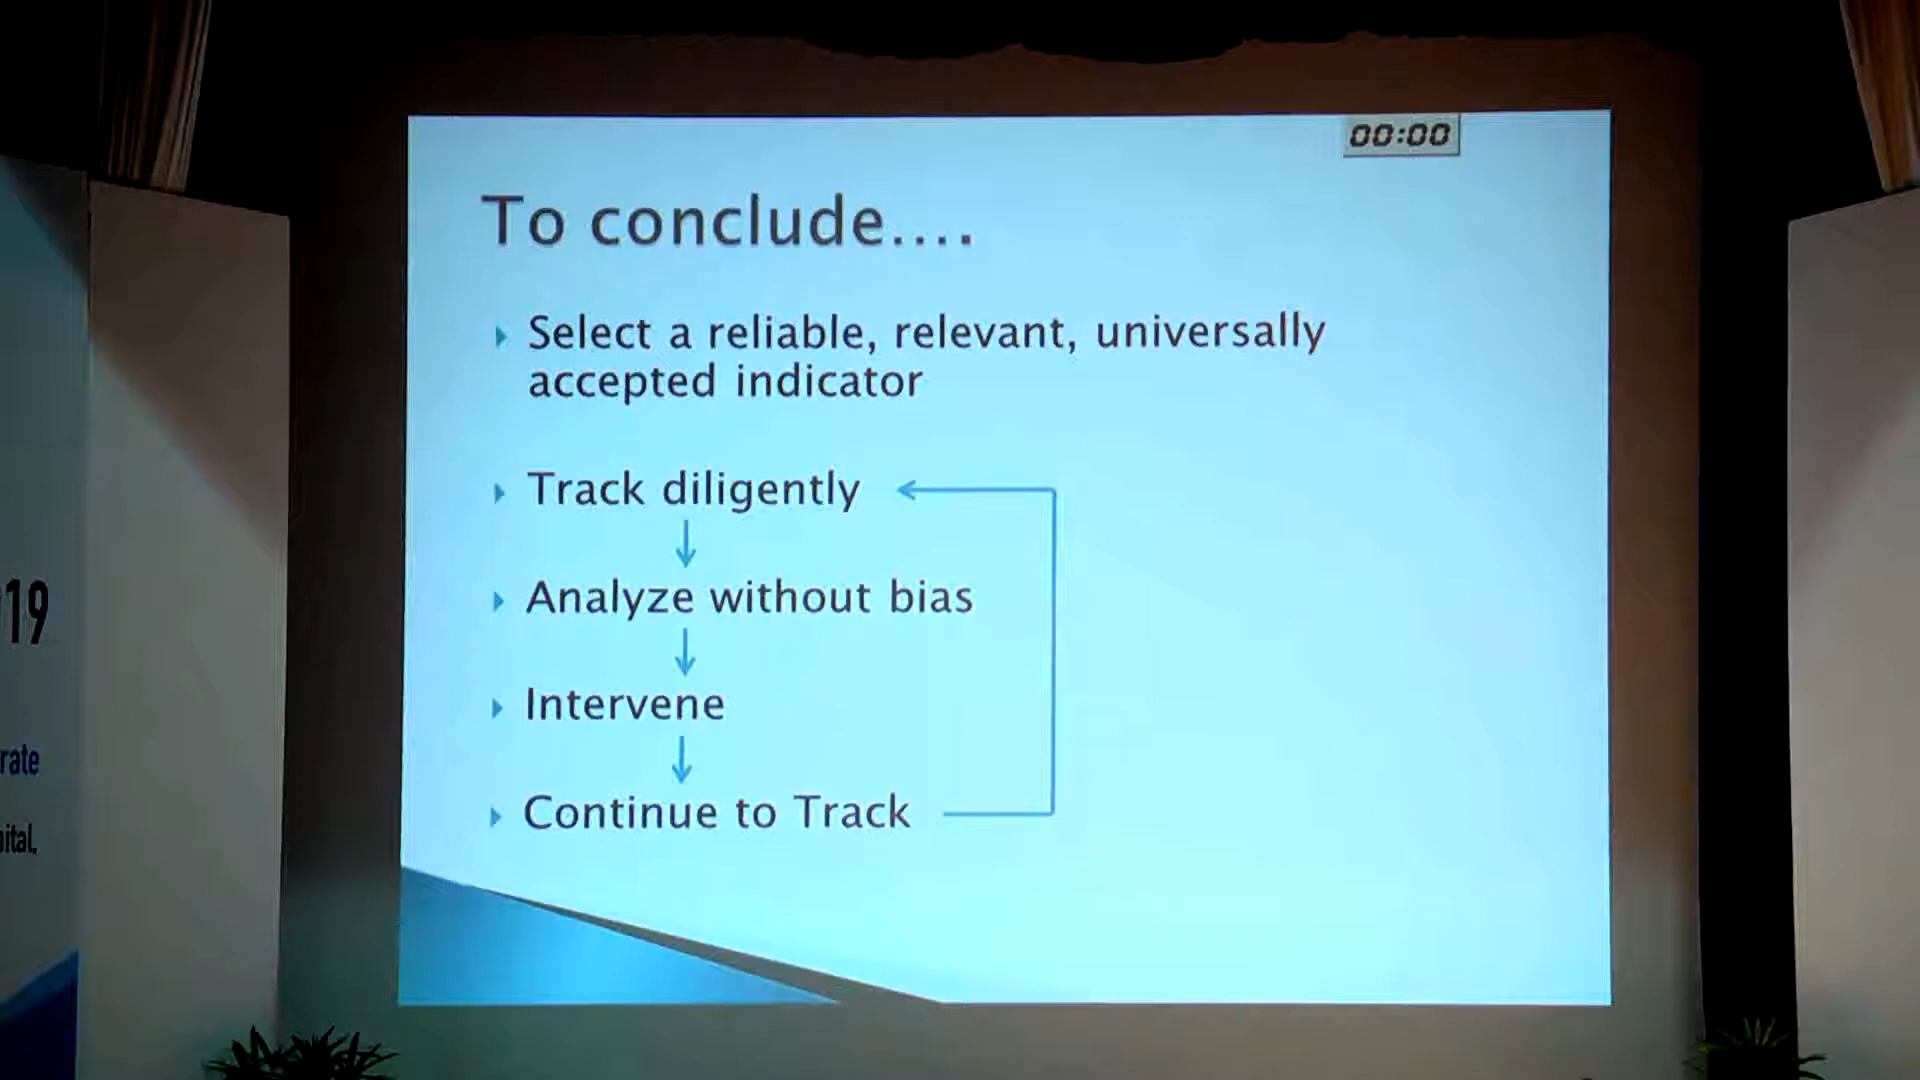 00:00
To conclude....
Select a reliable, relevant, universally
accepted indicator
Track diligently
Analyze without bias
Intervene
Continue to Track
19
rate